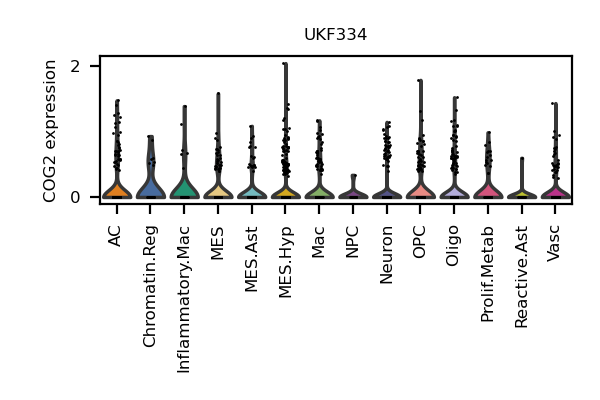 UKF334
COG2 expression
2
0
AC
Chromatin.Reg
Inflammatory.Mac
MES
MES.Ast
MES.Hyp
Mac
NPC
Neuron
OPC
Oligo
Prolif.Metab
Reactive.Ast
Vasc